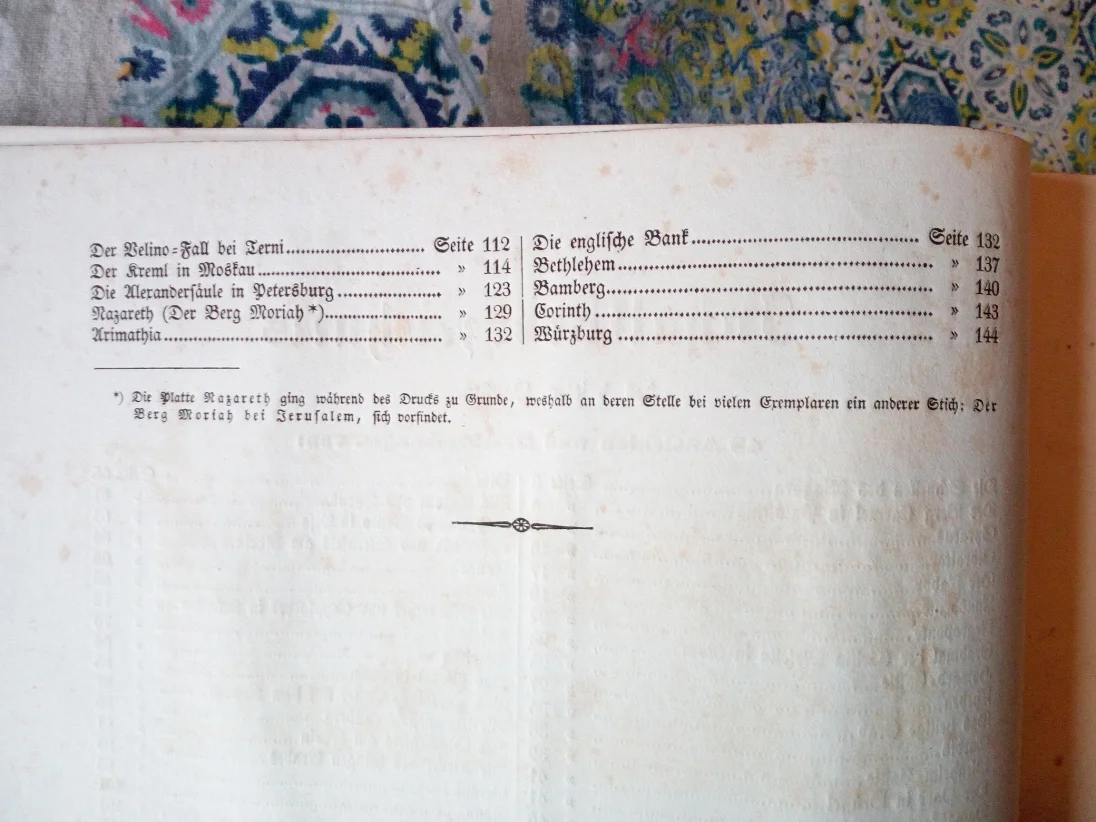 Der Velino=Fall bei Terni........................... Seite 112
Der Kreml in Moskau.................................... » 114
Die Alexandersäule in Petersburg..................... » 123
Nazareth (Der Berg Moriah *)....................... » 129
Arimathia...................................................... » 132
Die englische Bank........................................ Seite 132
Bethlehem....................................................... » 137
Bamberg......................................................... » 140
Corinth........................................................... » 143
Würzburg....................................................... » 144
*) Die Platte Nazareth ging während des Drucks zu Grunde, weshalb an deren Stelle bei vielen Exemplaren ein anderer Stich: Der
Berg Moriah bei Jerusalem, sich vorfindet.